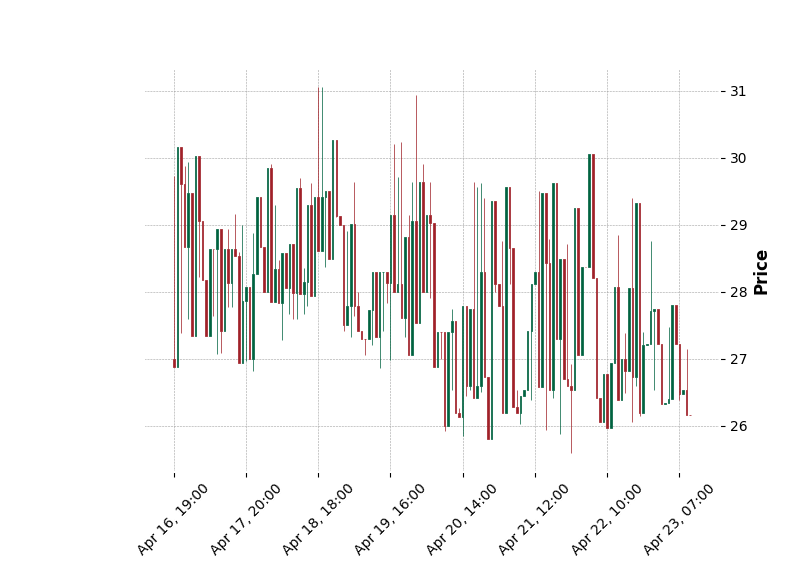 31
30
29
28
27
26
Price
Apr 16, 19:00
Apr 17, 20:00
Apr 18, 18:00
Apr 19, 16:00
Apr 20, 14:00
Apr 21, 12:00
Apr 22, 10:00
Apr 23, 07:00